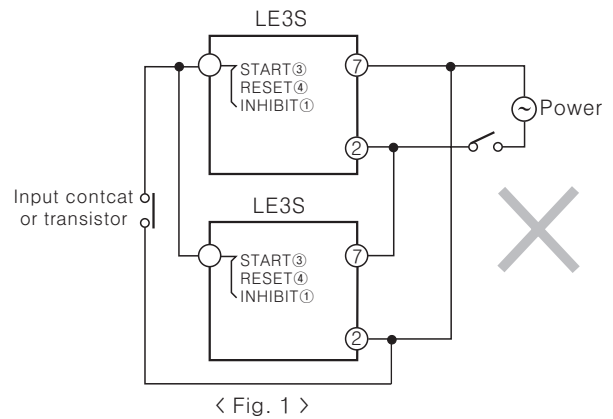 LE3S
START③
RESET④
INHIBIT①
⑦
②
Power
Input contcat
or transistor
LE3S
START③
RESET④
INHIBIT①
⑦
②
〈 Fig. 1 〉